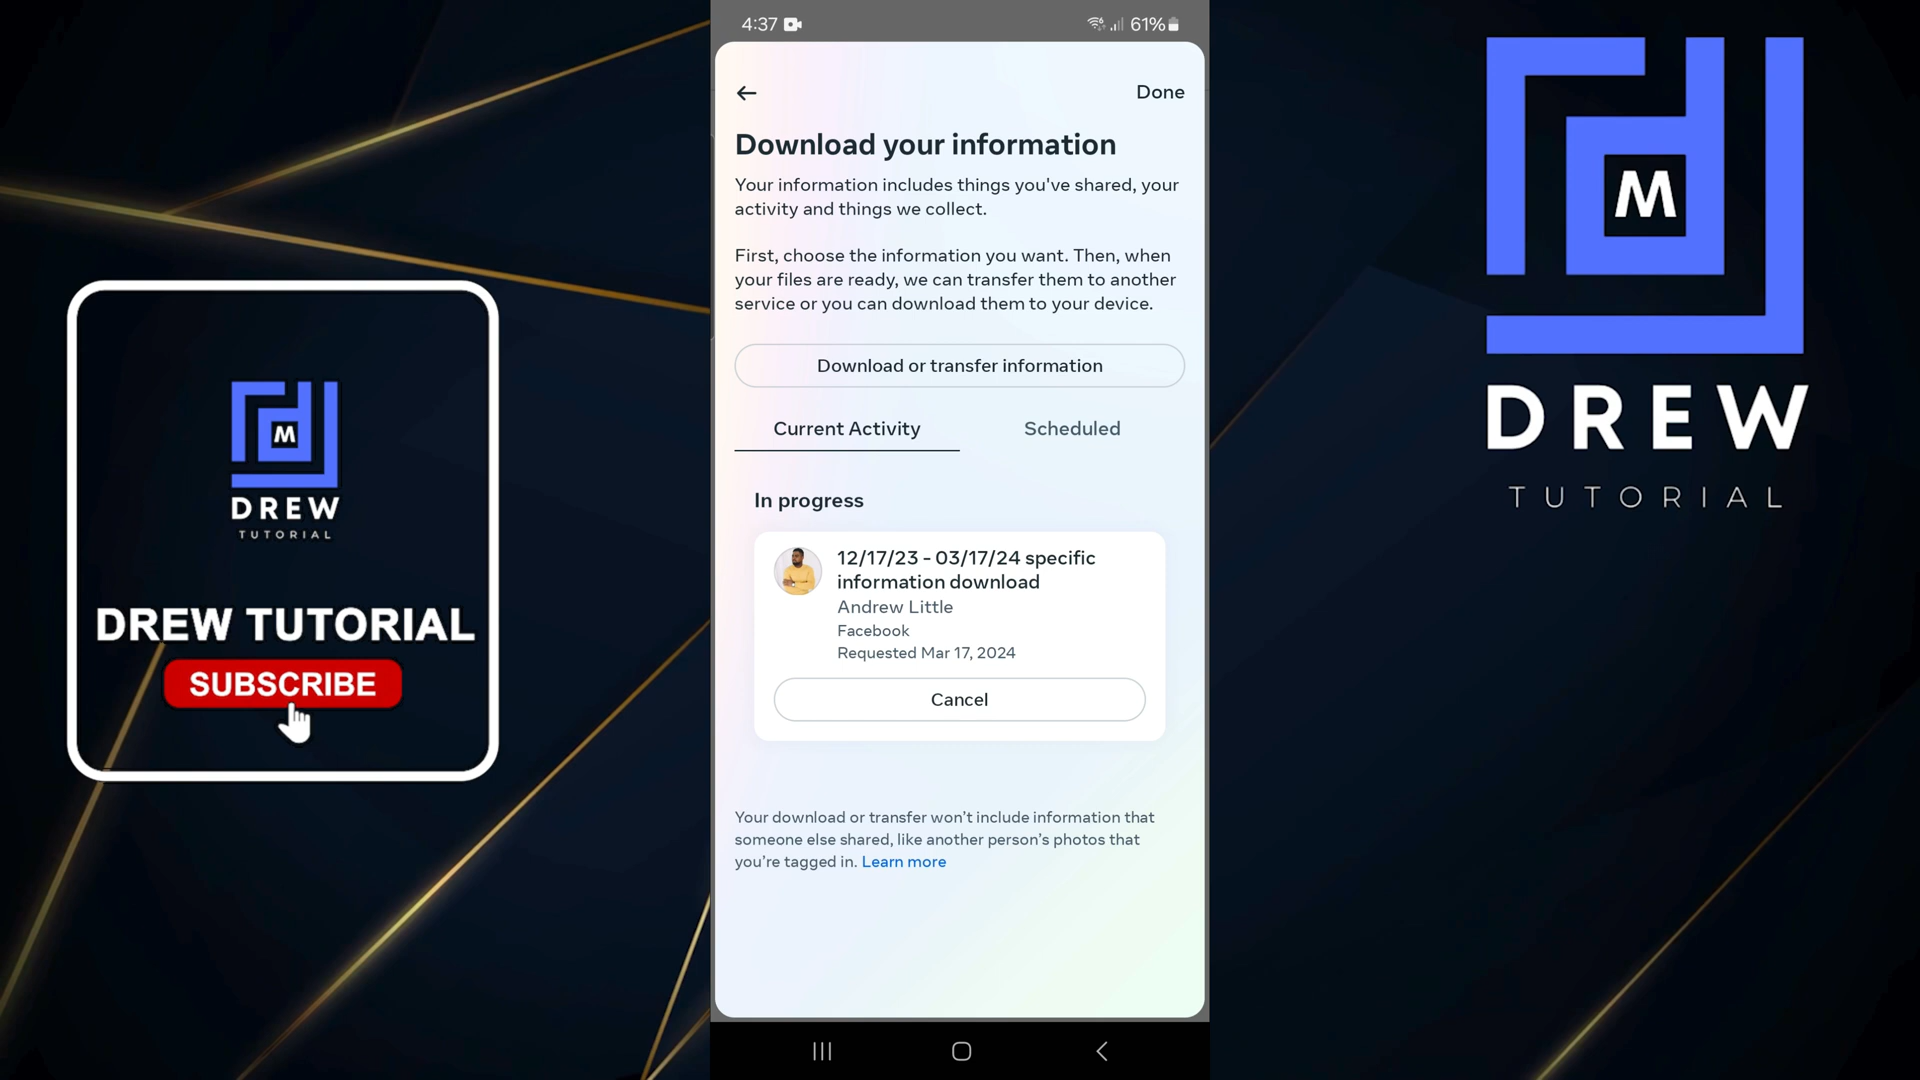 4:37
61%
Done
Download your information
Your information includes things you've shared, your
activity and things we collect.
First, choose the information you want. Then, when
your files are ready, we can transfer them to another
service or you can download them to your device.
Download or transfer information
Current Activity
Scheduled
In progress
12/17/23 - 03/17/24 specific
information download
Andrew Little
Facebook
Requested Mar 17, 2024
Cancel
Your download or transfer won’t include information that
someone else shared, like another person’s photos that
you’re tagged in. Learn more
M
DREW
TUTORIAL
DREW TUTORIAL
SUBSCRIBE
M
DREW
TUTORIAL